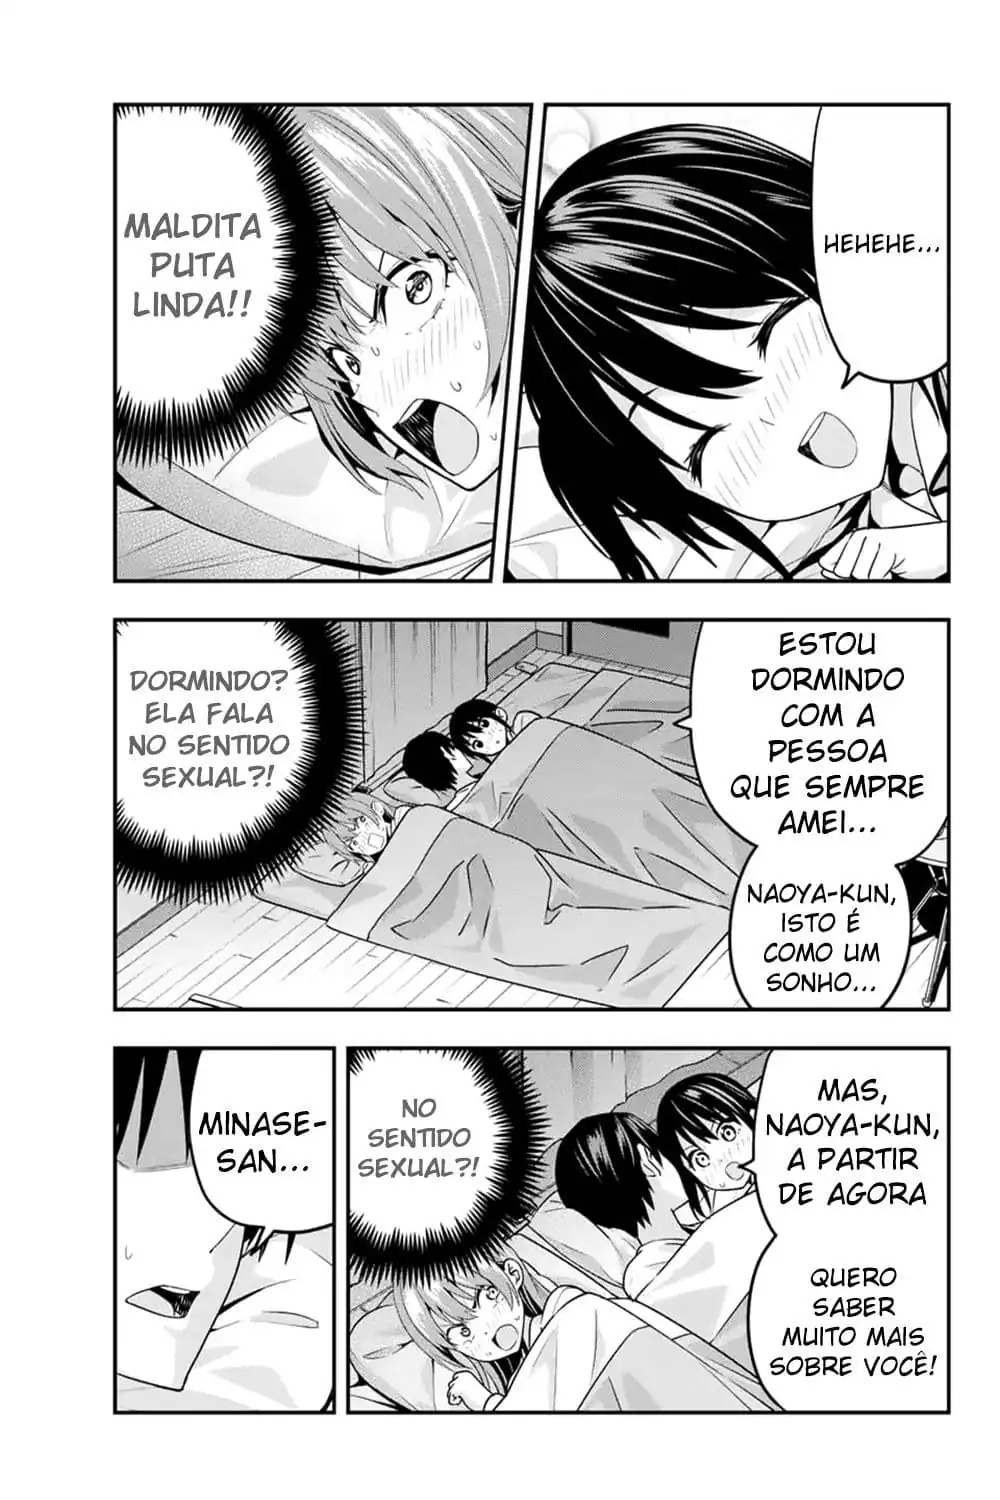 HEHEHE...
MALDITA
PUTA
LINDA!!
ESTOU
DORMINDO
COM A
PESSOA
QUE SEMPRE
AMEI...
NAOYA-KUN,
ISTO É
COMO UM
SONHO...
DORMINDO?
ELA FALA
NO SENTIDO
SEXUAL?!
MAS,
NAOYA-KUN,
A PARTIR
DE AGORA
QUERO
SABER
MUITO MAIS
SOBRE VOCÊ!
NO
SENTIDO
SEXUAL?!
MINASE-
SAN...